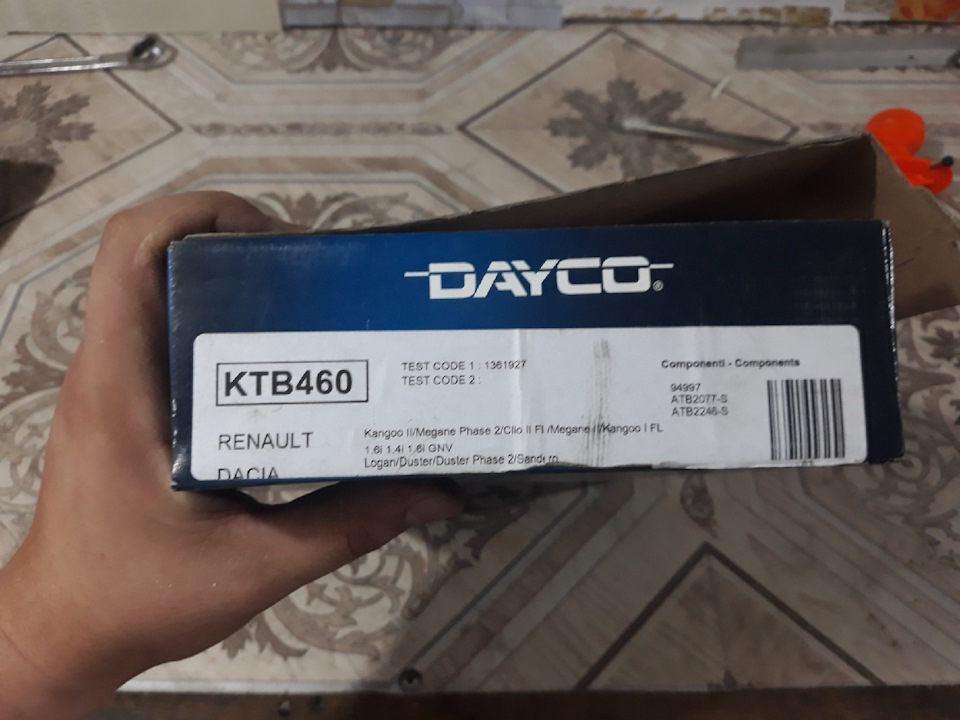 DAYCO®
KTB460
TEST CODE 1 : 1361927
TEST CODE 2 :
Componenti - Components
94997
ATB2077-S
ATB2246-S
RENAULT
Kangoo II/Megane Phase 2/Clio II FL/Megane II/Kangoo I FL
1.6i 1.4i 1.6i GNV
DACIA
Logan/Duster/Duster Phase 2/Sandero